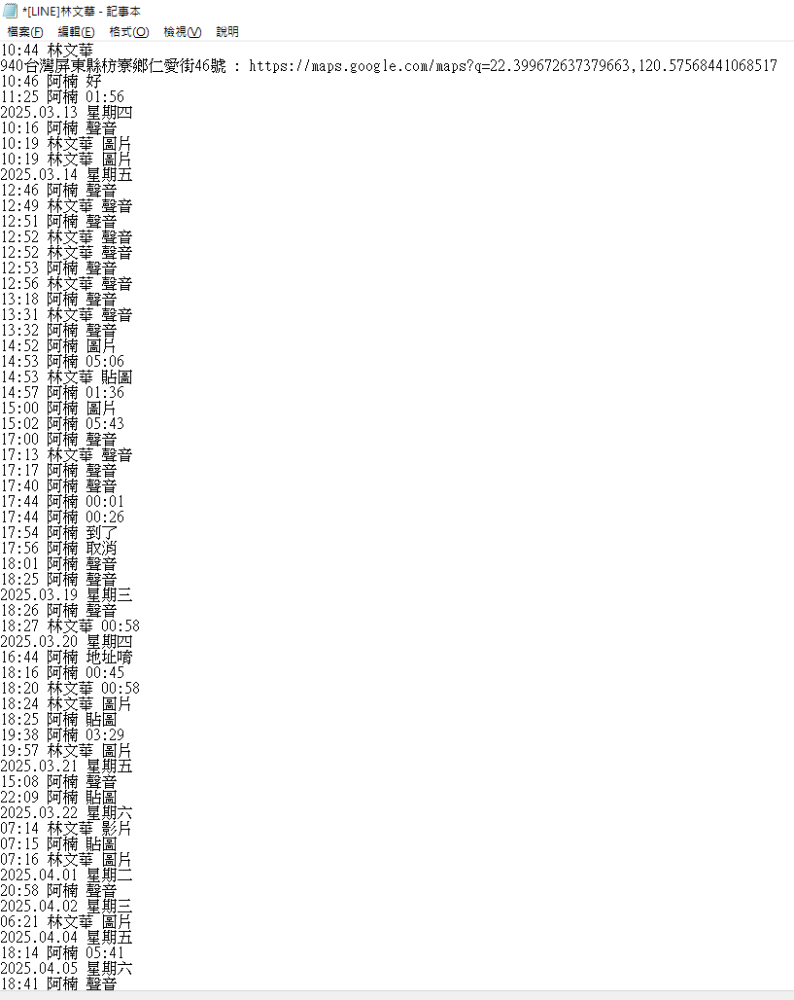 *[LINE]林文華 - 記事本
檔案(F) 編輯(E) 格式(O) 檢視(V) 說明
10:44 林文華
940台灣屏東縣枋寮鄉仁愛街46號 : https://maps.google.com/maps?q=22.399672637379663,120.57568441068517
10:46 阿楠 好
11:25 阿楠 01:56
2025.03.13 星期四
10:16 阿楠 聲音
10:19 林文華 圖片
10:19 林文華 圖片
2025.03.14 星期五
12:46 阿楠 聲音
12:49 林文華 聲音
12:51 阿楠 聲音
12:52 林文華 聲音
12:52 林文華 聲音
12:53 阿楠 聲音
12:56 林文華 聲音
13:18 阿楠 聲音
13:31 林文華 聲音
13:32 阿楠 聲音
14:52 阿楠 圖片
14:53 阿楠 05:06
14:53 林文華 貼圖
14:57 阿楠 01:36
15:00 阿楠 圖片
15:02 阿楠 05:43
17:00 阿楠 聲音
17:13 林文華 聲音
17:17 阿楠 聲音
17:40 阿楠 聲音
17:44 阿楠 00:01
17:44 阿楠 00:26
17:54 阿楠 到了
17:56 阿楠 取消
18:01 阿楠 聲音
18:25 阿楠 聲音
2025.03.19 星期三
18:26 阿楠 聲音
18:27 林文華 00:58
2025.03.20 星期四
16:44 阿楠 地址唷
18:16 阿楠 00:45
18:20 林文華 00:58
18:24 林文華 圖片
18:25 阿楠 貼圖
19:38 阿楠 03:29
19:57 林文華 圖片
2025.03.21 星期五
15:08 阿楠 聲音
22:09 阿楠 貼圖
2025.03.22 星期六
07:14 林文華 影片
07:15 阿楠 貼圖
07:16 林文華 圖片
2025.04.01 星期二
20:58 阿楠 聲音
2025.04.02 星期三
06:21 林文華 圖片
2025.04.04 星期五
18:14 阿楠 05:41
2025.04.05 星期六
18:41 阿楠 聲音